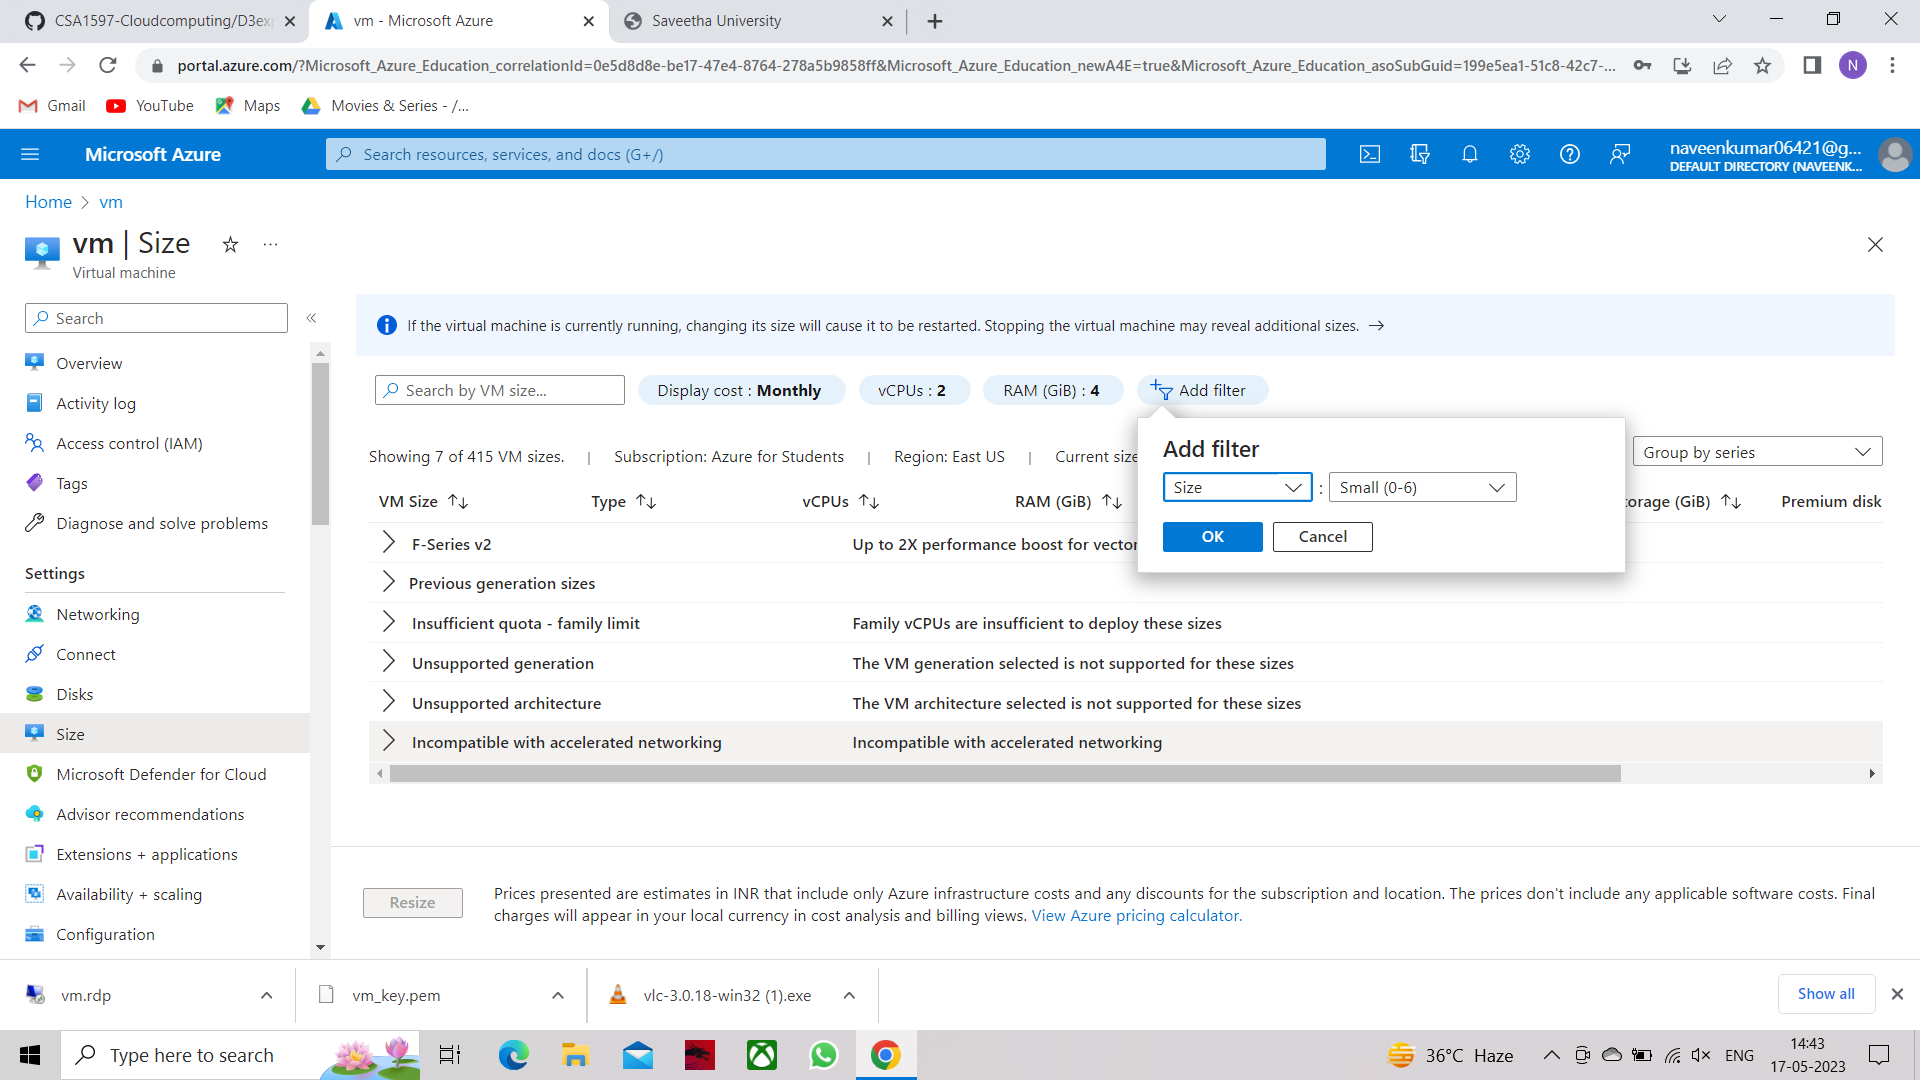 CSA1597-Cloudcomputing/D3ex
vm - Microsoft Azure
Saveetha University
portal.azure.com/?Microsoft_Azure_Education_correlationId=0e5d8d8e-be17-47e4-8764-278a5b9858ff&Microsoft_Azure_Education_newA4E=true&Microsoft_Azure_Education_asoSubGuid=199e5ea1-51c8-42c7-...
N
Gmail
YouTube
Maps
Movies & Series - /...
Microsoft Azure
Search resources, services, and docs (G+/)
naveenkumar06421@g...
DEFAULT DIRECTORY (NAVEENK...
Home > vm
vm | Size
Virtual machine
Search
Overview
Activity log
Access control (IAM)
Tags
Diagnose and solve problems
Settings
Networking
Connect
Disks
Size
Microsoft Defender for Cloud
Advisor recommendations
Extensions + applications
Availability + scaling
Configuration
If the virtual machine is currently running, changing its size will cause it to be restarted. Stopping the virtual machine may reveal additional sizes. →
Search by VM size...
Display cost : Monthly
vCPUs : 2
RAM (GiB) : 4
Add filter
Add filter
Size : Small (0-6)
OK Cancel
Showing 7 of 415 VM sizes. | Subscription: Azure for Students | Region: East US | Current size
Group by series
VM Size ↑↓ Type ↑↓ vCPUs ↑↓ RAM (GiB) ↑↓ torage (GiB) ↑↓ Premium disk
F-Series v2 Up to 2X performance boost for vector
Previous generation sizes
Insufficient quota - family limit Family vCPUs are insufficient to deploy these sizes
Unsupported generation The VM generation selected is not supported for these sizes
Unsupported architecture The VM architecture selected is not supported for these sizes
Incompatible with accelerated networking Incompatible with accelerated networking
Resize
Prices presented are estimates in INR that include only Azure infrastructure costs and any discounts for the subscription and location. The prices don't include any applicable software costs. Final
charges will appear in your local currency in cost analysis and billing views. View Azure pricing calculator.
vm.rdp
vm_key.pem
vlc-3.0.18-win32 (1).exe
Show all
Type here to search
36°C Haze
ENG
14:43
17-05-2023